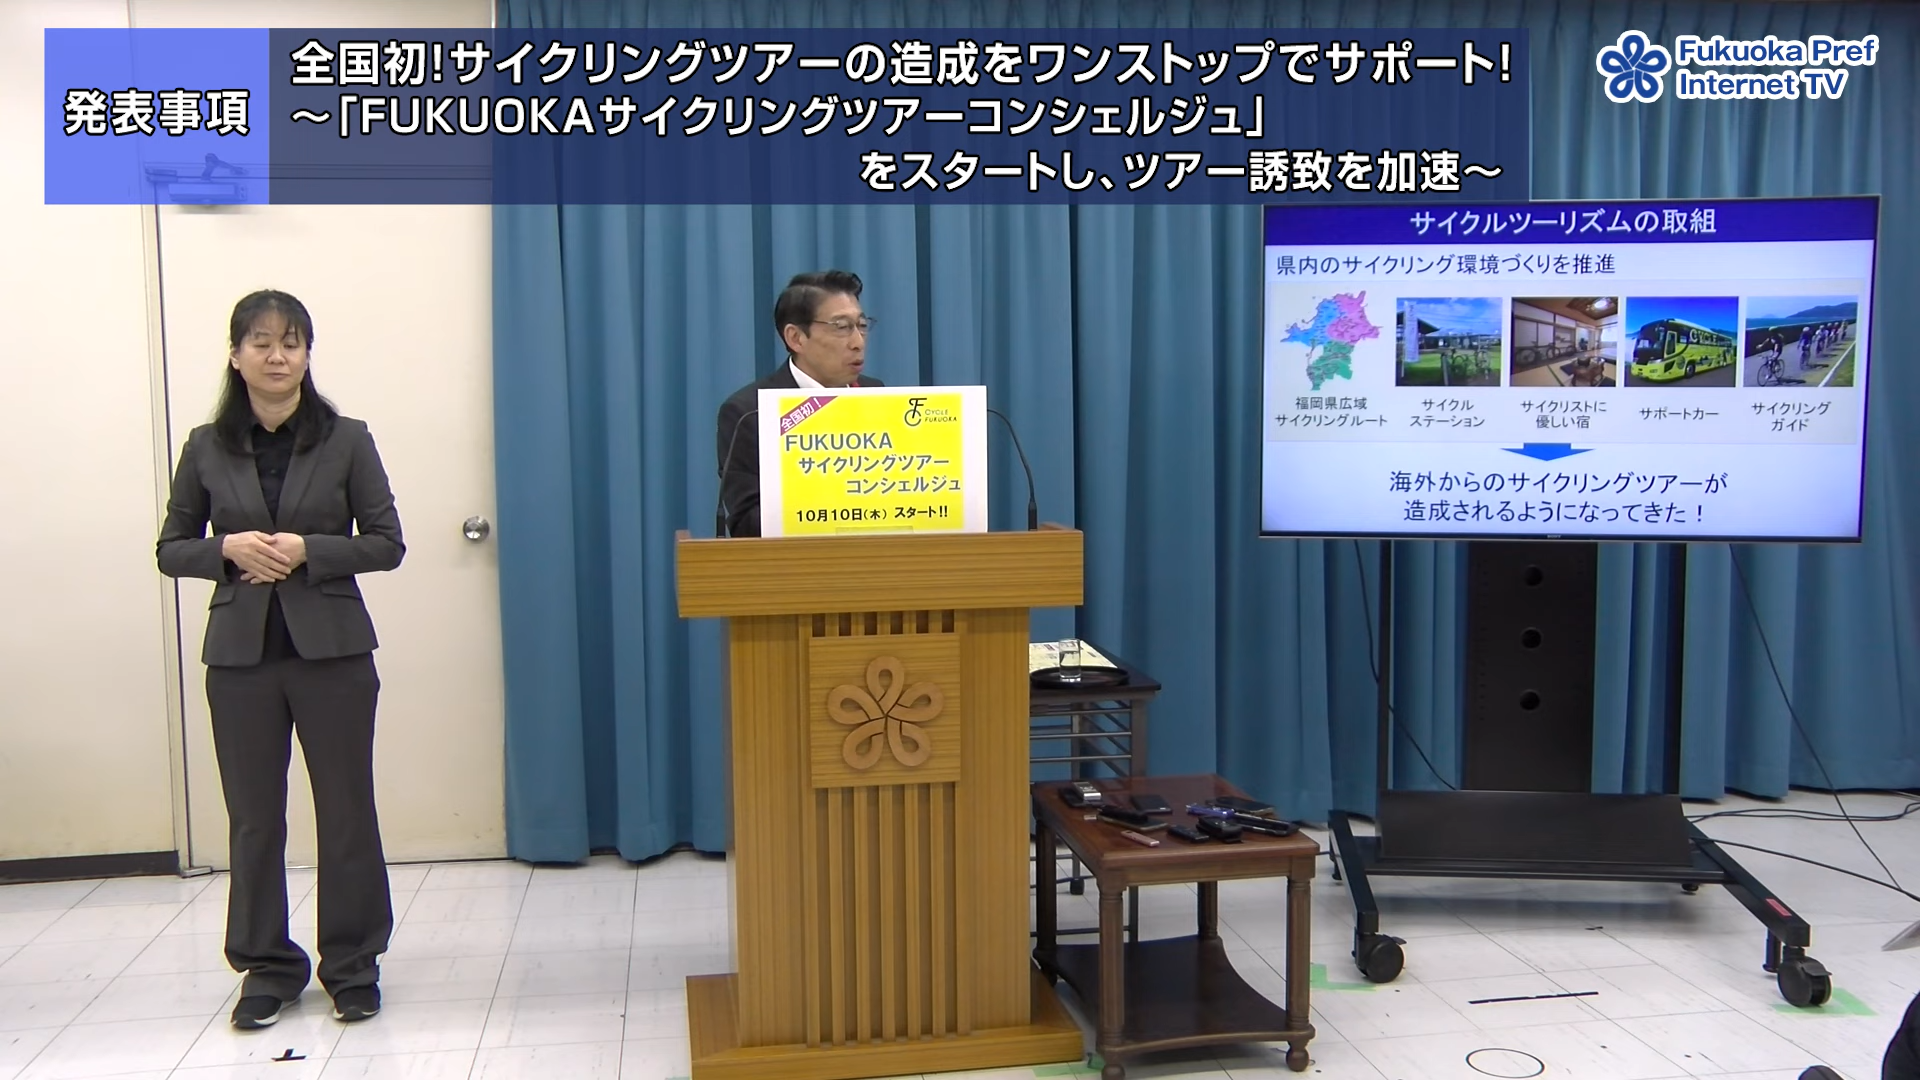 発表事項
全国初!サイクリングツアーの造成をワンストップでサポート!
～「FUKUOKAサイクリングツアーコンシェルジュ」
をスタートし、ツアー誘致を加速～
Fukuoka Pref
Internet TV
サイクルツーリズムの取組
県内のサイクリング環境づくりを推進
福岡県広域
サイクリングルート
サイクル
ステーション
サイクリストに
優しい宿
サポートカー
サイクリング
ガイド
海外からのサイクリングツアーが
造成されるようになってきた!
全国初!
CYCLE
FUKUOKA
FUKUOKA
サイクリングツアー
コンシェルジュ
10月10日(木) スタート!!